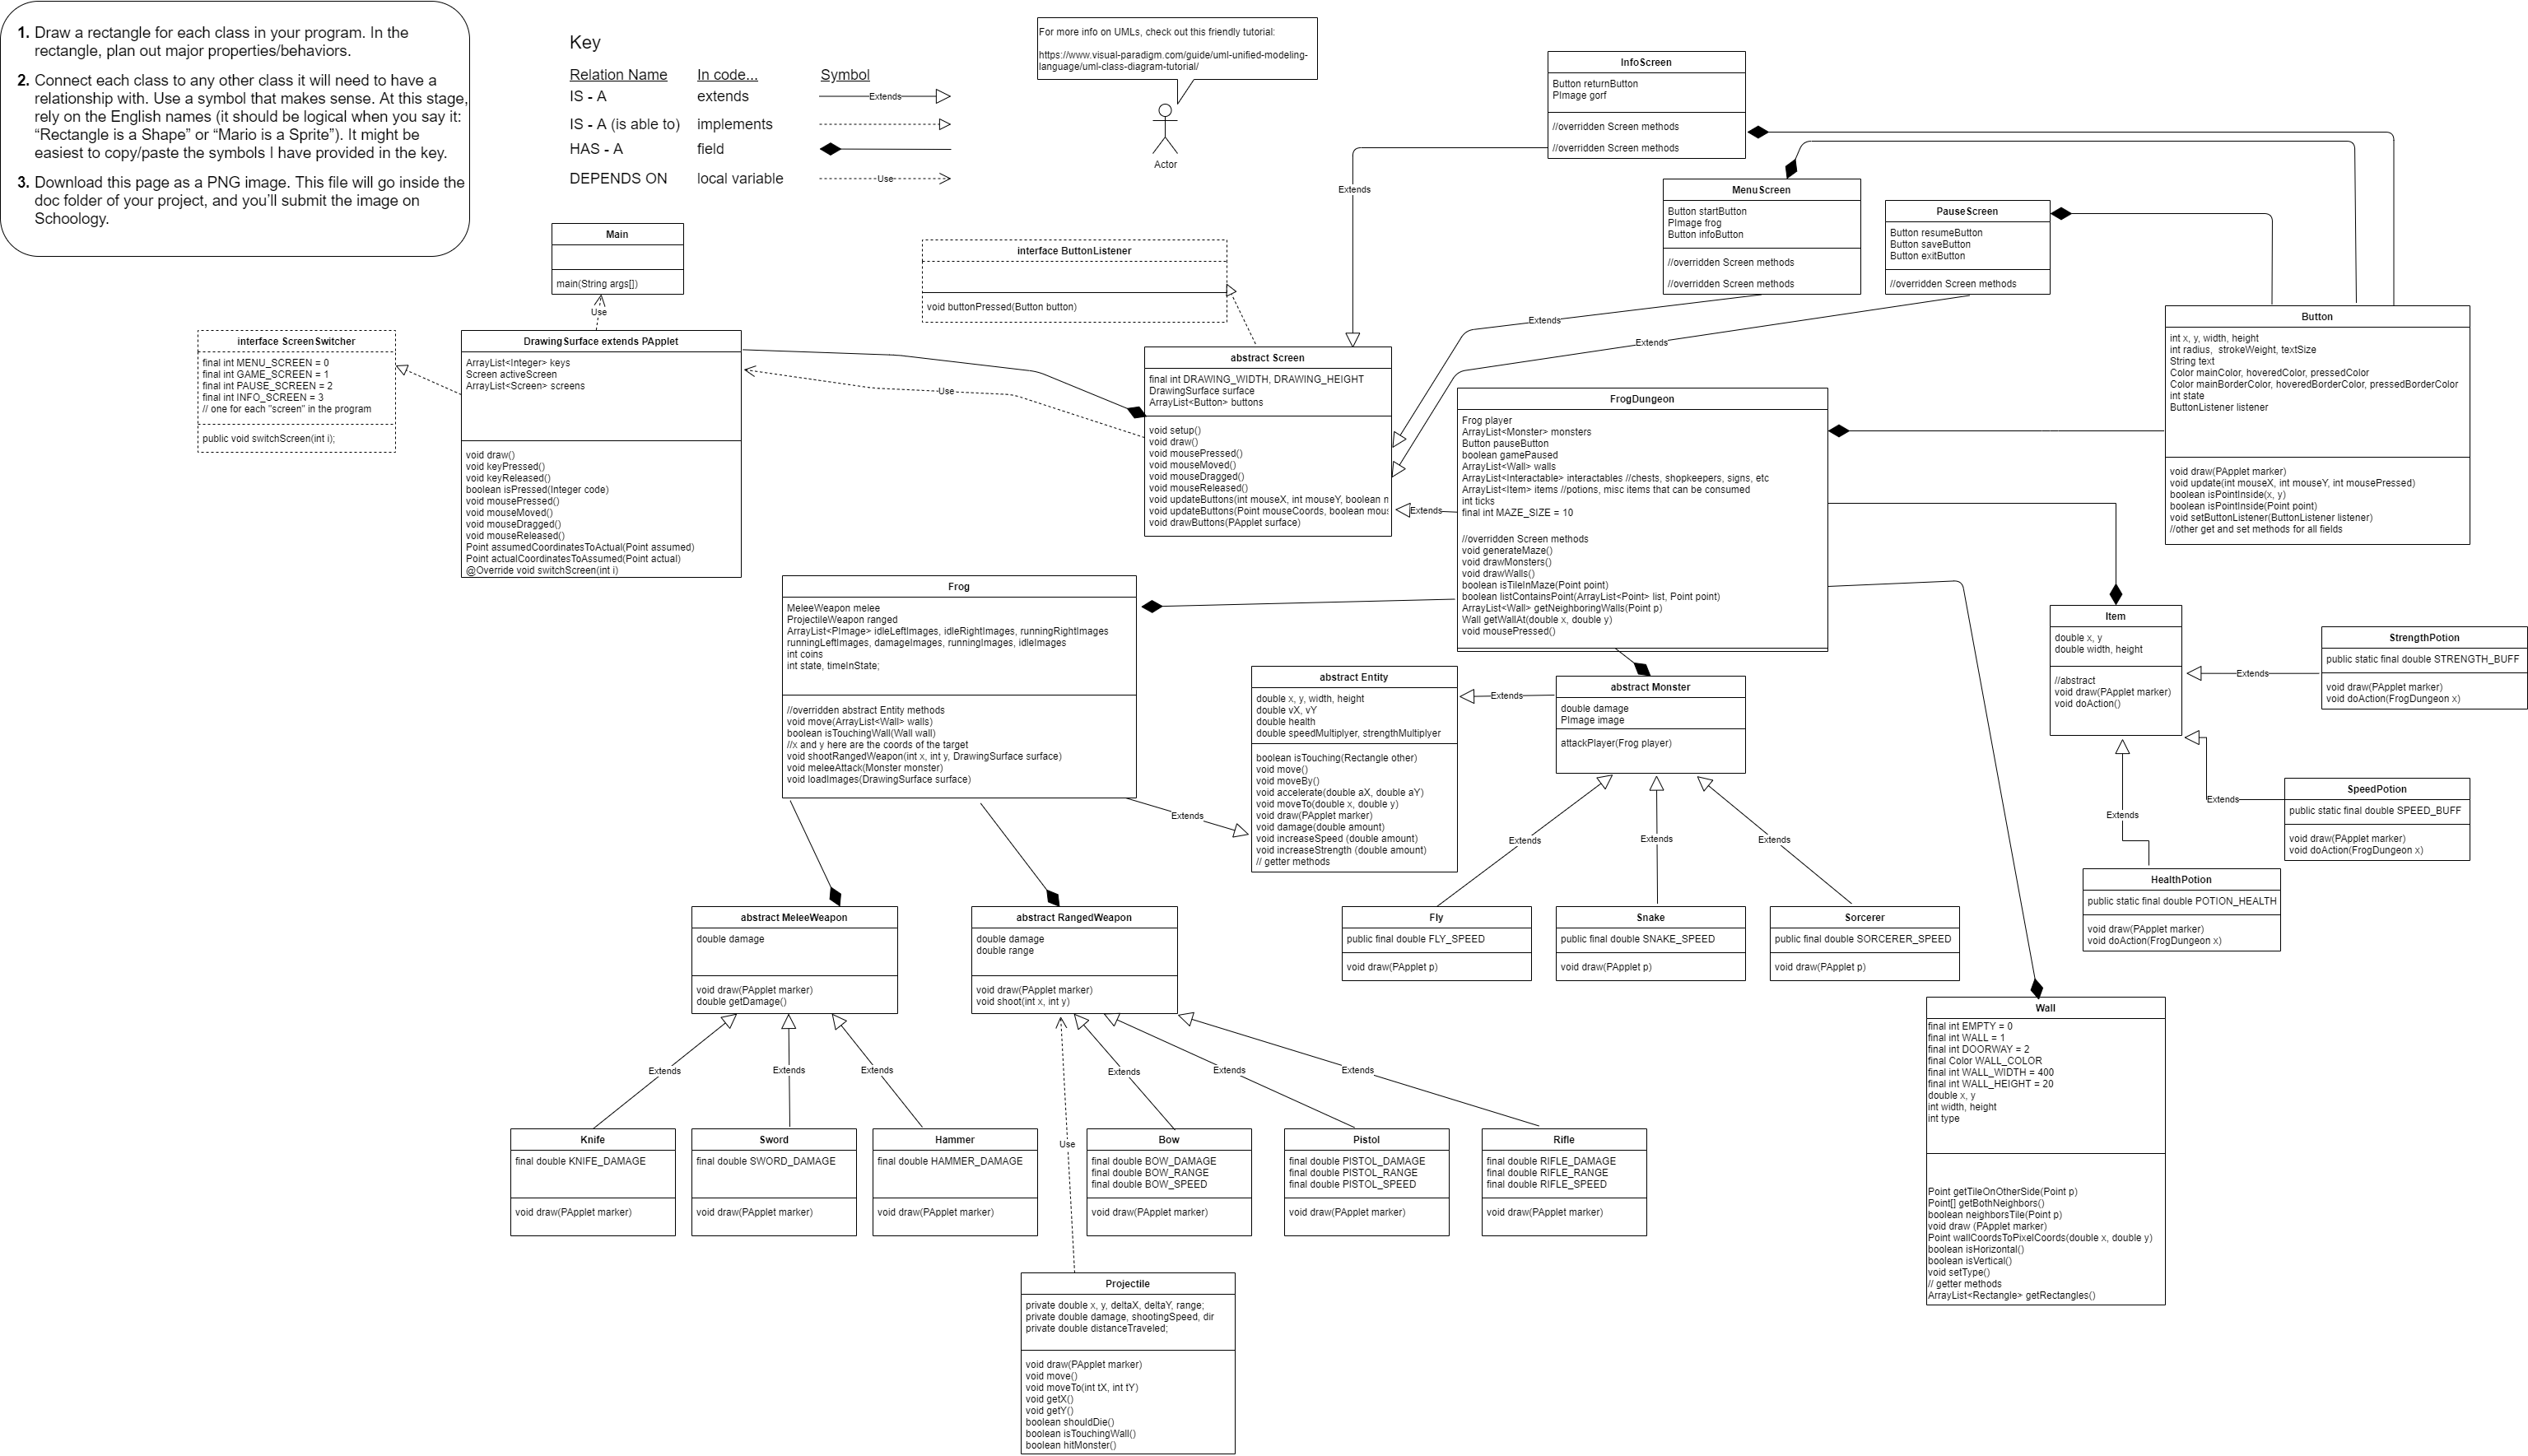 1. Draw a rectangle for each class in your program. In the
rectangle, plan out major properties/behaviors.
2. Connect each class to any other class it will need to have a
relationship with. Use a symbol that makes sense. At this stage,
rely on the English names (it should be logical when you say it:
“Rectangle is a Shape” or “Mario is a Sprite”). It might be
easiest to copy/paste the symbols I have provided in the key.
3. Download this page as a PNG image. This file will go inside the
doc folder of your project, and you’ll submit the image on
Schoology.
Key
Relation Name In code... Symbol
IS - A extends Extends
IS - A (is able to) implements
HAS - A field
DEPENDS ON local variable Use
For more info on UMLs, check out this friendly tutorial:
https://www.visual-paradigm.com/guide/uml-unified-modeling-
language/uml-class-diagram-tutorial/
Actor
InfoScreen
Button returnButton
PImage gorf
//overridden Screen methods
//overridden Screen methods
Extends
MenuScreen
Button startButton
PImage frog
Button infoButton
//overridden Screen methods
//overridden Screen methods
Extends
PauseScreen
Button resumeButton
Button saveButton
Button exitButton
//overridden Screen methods
Extends
Main
main(String args[])
Use
interface ButtonListener
void buttonPressed(Button button)
interface ScreenSwitcher
final int MENU_SCREEN = 0
final int GAME_SCREEN = 1
final int PAUSE_SCREEN = 2
final int INFO_SCREEN = 3
// one for each "screen" in the program
public void switchScreen(int i);
DrawingSurface extends PApplet
ArrayList<Integer> keys
Screen activeScreen
ArrayList<Screen> screens
void draw()
void keyPressed()
void keyReleased()
boolean isPressed(Integer code)
void mousePressed()
void mouseMoved()
void mouseDragged()
void mouseReleased()
Point assumedCoordinatesToActual(Point assumed)
Point actualCoordinatesToAssumed(Point actual)
@Override void switchScreen(int i)
Use
abstract Screen
final int DRAWING_WIDTH, DRAWING_HEIGHT
DrawingSurface surface
ArrayList<Button> buttons
void setup()
void draw()
void mousePressed()
void mouseMoved()
void mouseDragged()
void mouseReleased()
void updateButtons(int mouseX, int mouseY, boolean m
void updateButtons(Point mouseCoords, boolean mous
void drawButtons(PApplet surface)
Extends
FrogDungeon
Frog player
ArrayList<Monster> monsters
Button pauseButton
boolean gamePaused
ArrayList<Wall> walls
ArrayList<Interactable> interactables //chests, shopkeepers, signs, etc
ArrayList<Item> items //potions, misc items that can be consumed
int ticks
final int MAZE_SIZE = 10
//overridden Screen methods
void generateMaze()
void drawMonsters()
void drawWalls()
boolean isTileInMaze(Point point)
boolean listContainsPoint(ArrayList<Point> list, Point point)
ArrayList<Wall> getNeighboringWalls(Point p)
Wall getWallAt(double x, double y)
void mousePressed()
Button
int x, y, width, height
int radius, strokeWeight, textSize
String text
Color mainColor, hoveredColor, pressedColor
Color mainBorderColor, hoveredBorderColor, pressedBorderColor
int state
ButtonListener listener
void draw(PApplet marker)
void update(int mouseX, int mouseY, int mousePressed)
boolean isPointInside(x, y)
boolean isPointInside(Point point)
void setButtonListener(ButtonListener listener)
//other get and set methods for all fields
Frog
MeleeWeapon melee
ProjectileWeapon ranged
ArrayList<PImage> idleLeftImages, idleRightImages, runningRightImages
runningLeftImages, damageImages, runningImages, idleImages
int coins
int state, timeInState;
//overridden abstract Entity methods
void move(ArrayList<Wall> walls)
boolean isTouchingWall(Wall wall)
//x and y here are the coords of the target
void shootRangedWeapon(int x, int y, DrawingSurface surface)
void meleeAttack(Monster monster)
void loadImages(DrawingSurface surface)
Extends
abstract Entity
double x, y, width, height
double vX, vY
double health
double speedMultiplyer, strengthMultiplyer
boolean isTouching(Rectangle other)
void move()
void moveBy()
void accelerate(double aX, double aY)
void moveTo(double x, double y)
void draw(PApplet marker)
void damage(double amount)
void increaseSpeed (double amount)
void increaseStrength (double amount)
// getter methods
Extends
abstract Monster
double damage
PImage image
attackPlayer(Frog player)
Extends
Extends
Extends
Item
double x, y
double width, height
//abstract
void draw(PApplet marker)
void doAction()
Extends
StrengthPotion
public static final double STRENGTH_BUFF
void draw(PApplet marker)
void doAction(FrogDungeon x)
Extends
SpeedPotion
public static final double SPEED_BUFF
void draw(PApplet marker)
void doAction(FrogDungeon x)
Extends
HealthPotion
public static final double POTION_HEALTH
void draw(PApplet marker)
void doAction(FrogDungeon x)
abstract MeleeWeapon
double damage
void draw(PApplet marker)
double getDamage()
abstract RangedWeapon
double damage
double range
void draw(PApplet marker)
void shoot(int x, int y)
Fly
public final double FLY_SPEED
void draw(PApplet p)
Snake
public final double SNAKE_SPEED
void draw(PApplet p)
Sorcerer
public final double SORCERER_SPEED
void draw(PApplet p)
Wall
final int EMPTY = 0
final int WALL = 1
final int DOORWAY = 2
final Color WALL_COLOR
final int WALL_WIDTH = 400
final int WALL_HEIGHT = 20
double x, y
int width, height
int type
Point getTileOnOtherSide(Point p)
Point[] getBothNeighbors()
boolean neighborsTile(Point p)
void draw (PApplet marker)
Point wallCoordsToPixelCoords(double x, double y)
boolean isHorizontal()
boolean isVertical()
void setType()
// getter methods
ArrayList<Rectangle> getRectangles()
Extends
Extends
Extends
Extends
Extends
Extends
Use
Knife
final double KNIFE_DAMAGE
void draw(PApplet marker)
Sword
final double SWORD_DAMAGE
void draw(PApplet marker)
Hammer
final double HAMMER_DAMAGE
void draw(PApplet marker)
Bow
final double BOW_DAMAGE
final double BOW_RANGE
final double BOW_SPEED
void draw(PApplet marker)
Pistol
final double PISTOL_DAMAGE
final double PISTOL_RANGE
final double PISTOL_SPEED
void draw(PApplet marker)
Rifle
final double RIFLE_DAMAGE
final double RIFLE_RANGE
final double RIFLE_SPEED
void draw(PApplet marker)
Projectile
private double x, y, deltaX, deltaY, range;
private double damage, shootingSpeed, dir
private double distanceTraveled;
void draw(PApplet marker)
void move()
void moveTo(int tX, int tY)
void getX()
void getY()
boolean shouldDie()
boolean isTouchingWall()
boolean hitMonster()